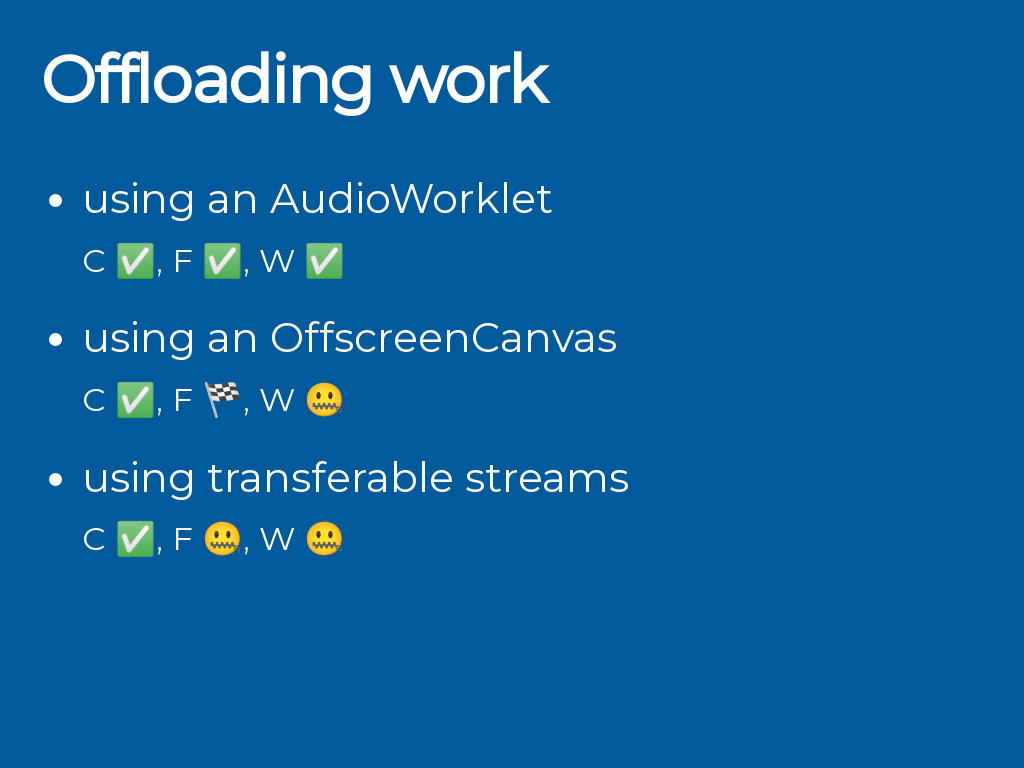 Offloading work
• using an AudioWorklet
C ✅, F ✅, W ✅
• using an OffscreenCanvas
C ✅, F 🏁, W 🤐
• using transferable streams
C ✅, F 🤐, W 🤐